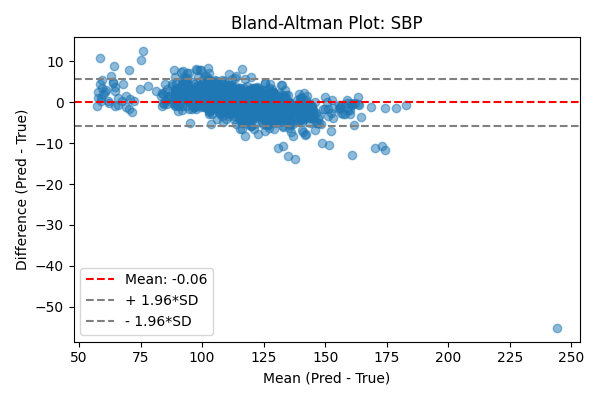 Bland-Altman Plot: SBP
Difference (Pred - True)
10
0
−10
−20
−30
−40
−50
Mean: -0.06
+ 1.96*SD
- 1.96*SD
50 75 100 125 150 175 200 225 250
Mean (Pred - True)